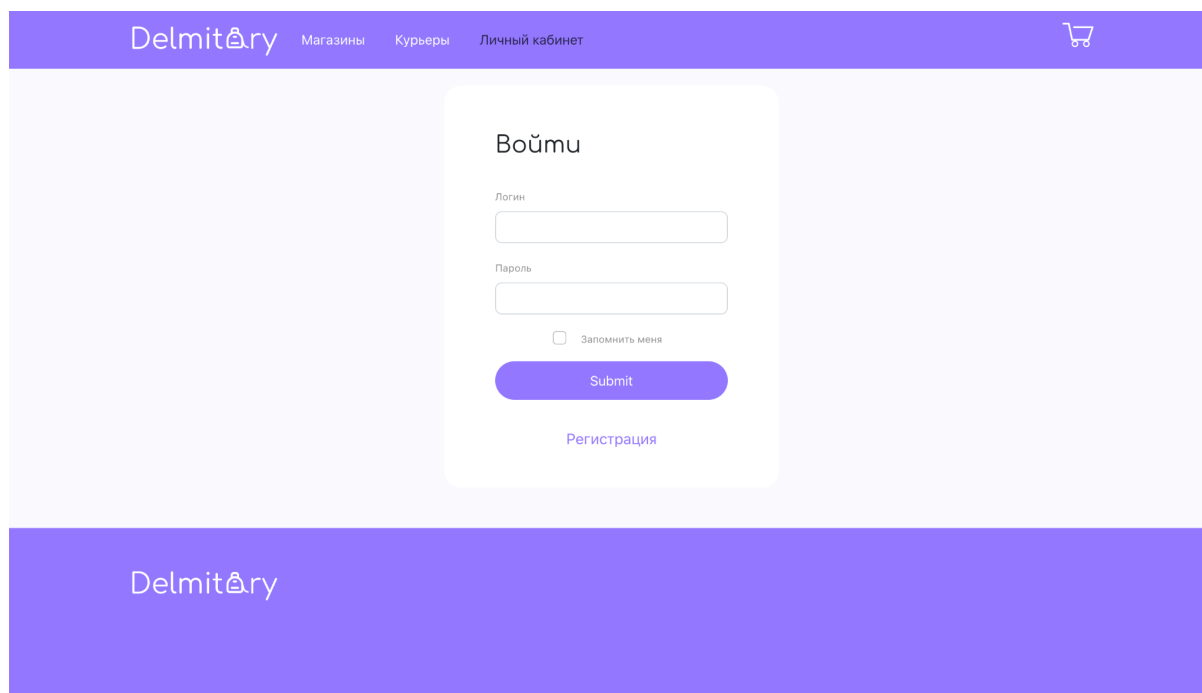 Delmitary Магазины Курьеры Личный кабинет
Войти
Логин
Пароль
Запомнить меня
Submit
Регистрация
Delmitary